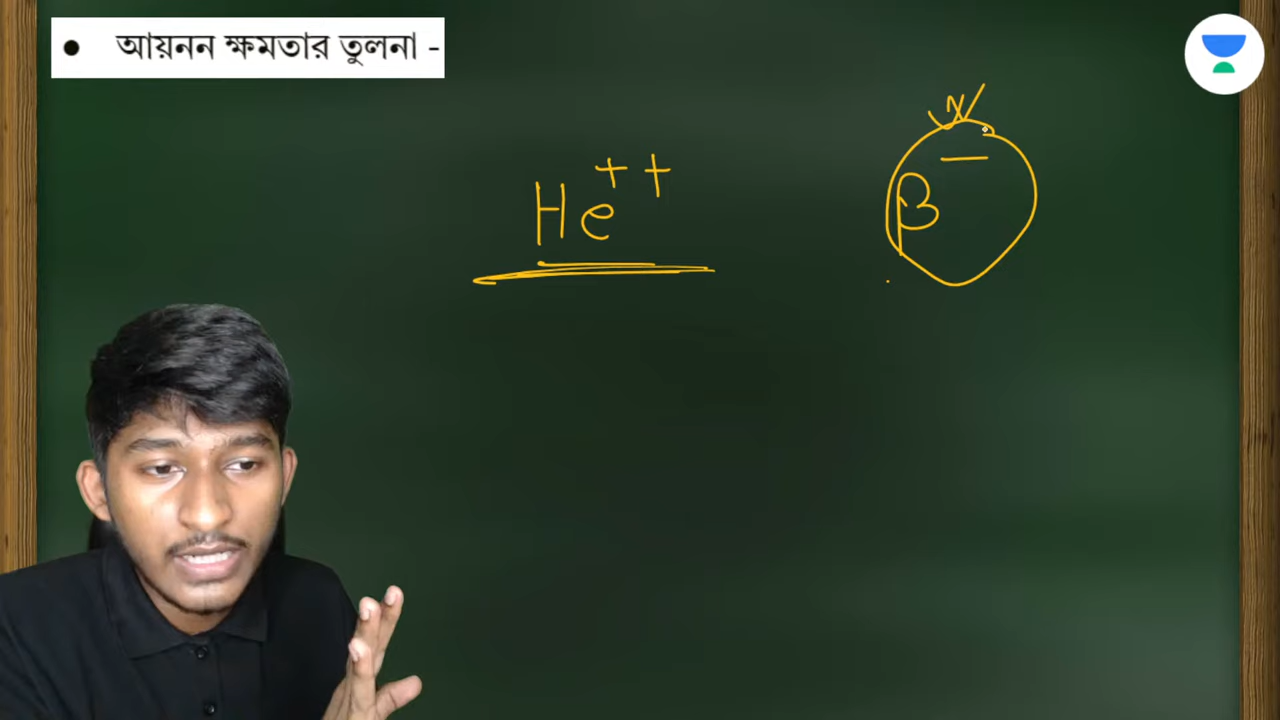 • আয়নন ক্ষমতার তুলনা -
He++
β-